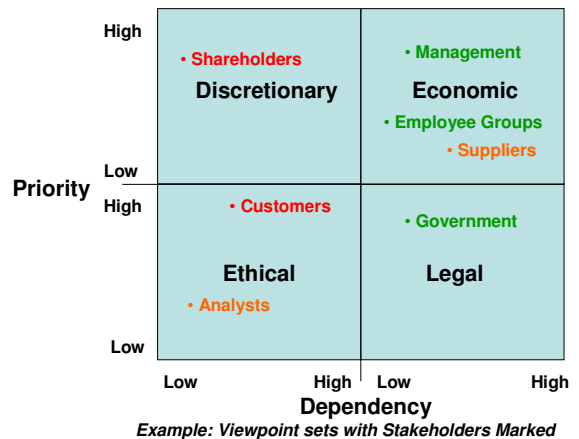 High
• Shareholders
• Management
Discretionary
Economic
• Employee Groups
• Suppliers
Low
Priority
High
• Customers
• Government
Ethical
Legal
• Analysts
Low
Low
High
Low
High
Dependency
Example: Viewpoint sets with Stakeholders Marked